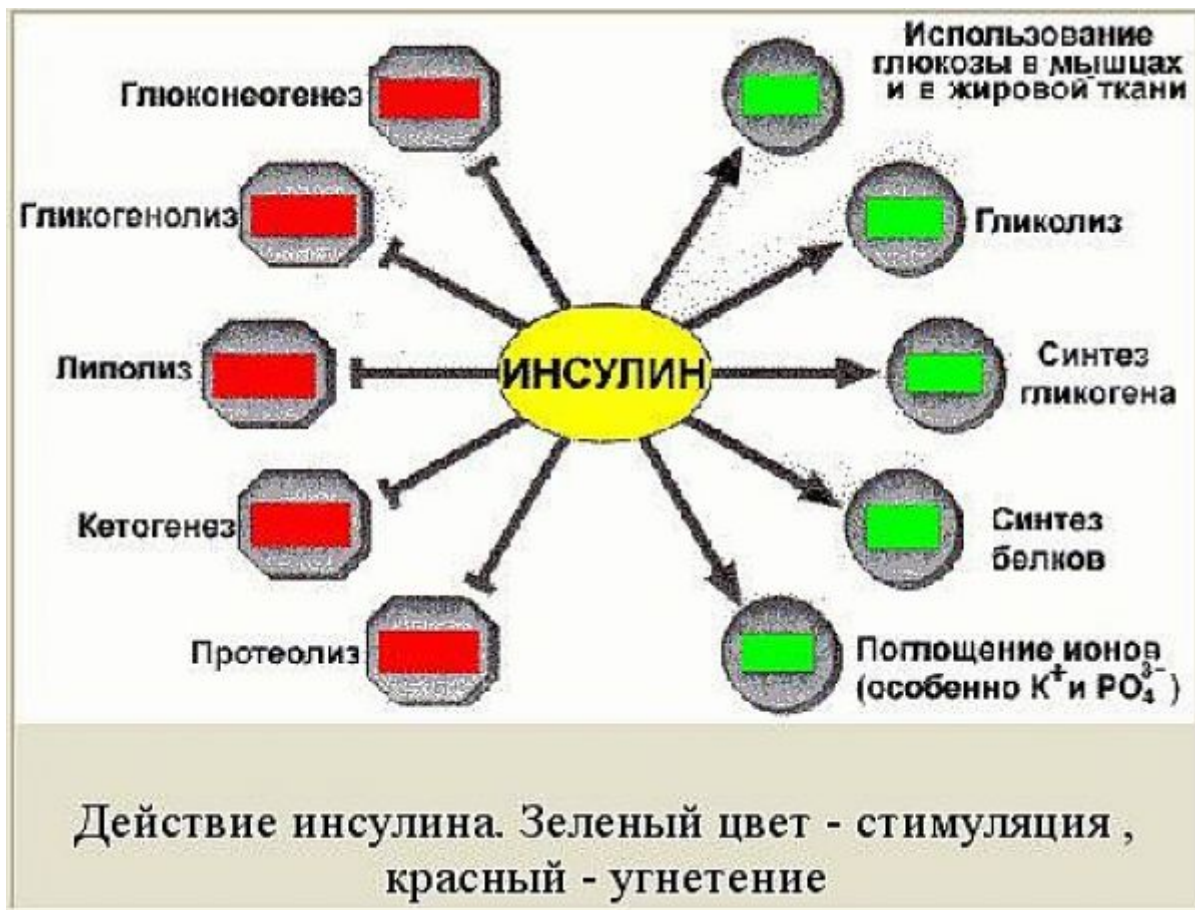 Глюконеогенез
Гликогенолиз
Липолиз
Кетогенез
Протеолиз
ИНСУЛИН
Использование
глюкозы в мышцах
и в жировой ткани
Гликолиз
Синтез
гликогена
Синтез
белков
Поглощение ионов
(особенно K⁺ и PO₄³⁻ )
Действие инсулина. Зеленый цвет - стимуляция ,
красный - угнетение